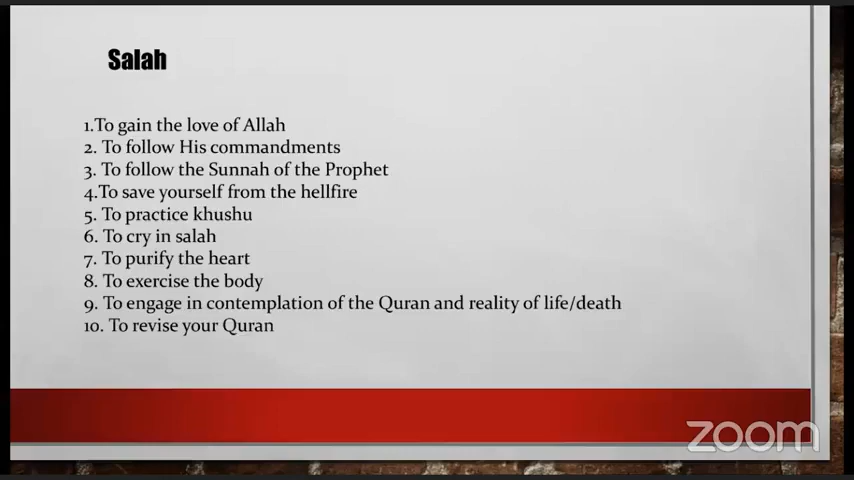 Salah
1.To gain the love of Allah
2. To follow His commandments
3. To follow the Sunnah of the Prophet
4.To save yourself from the hellfire
5. To practice khushu
6. To cry in salah
7. To purify the heart
8. To exercise the body
9. To engage in contemplation of the Quran and reality of life/death
10. To revise your Quran
zoom